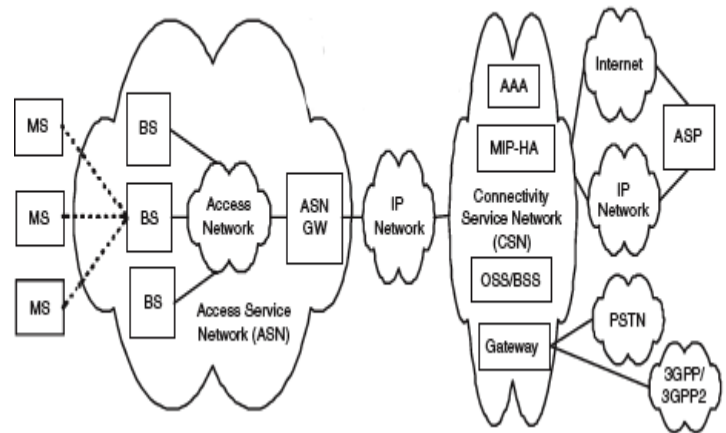 MS
MS
MS
BS
BS
BS
Access
Network
ASN
GW
Access Service
Network (ASN)
IP
Network
AAA
MIP-HA
Connectivity
Service Network
(CSN)
OSS/BSS
Gateway
Internet
IP
Network
ASP
PSTN
3GPP/
3GPP2